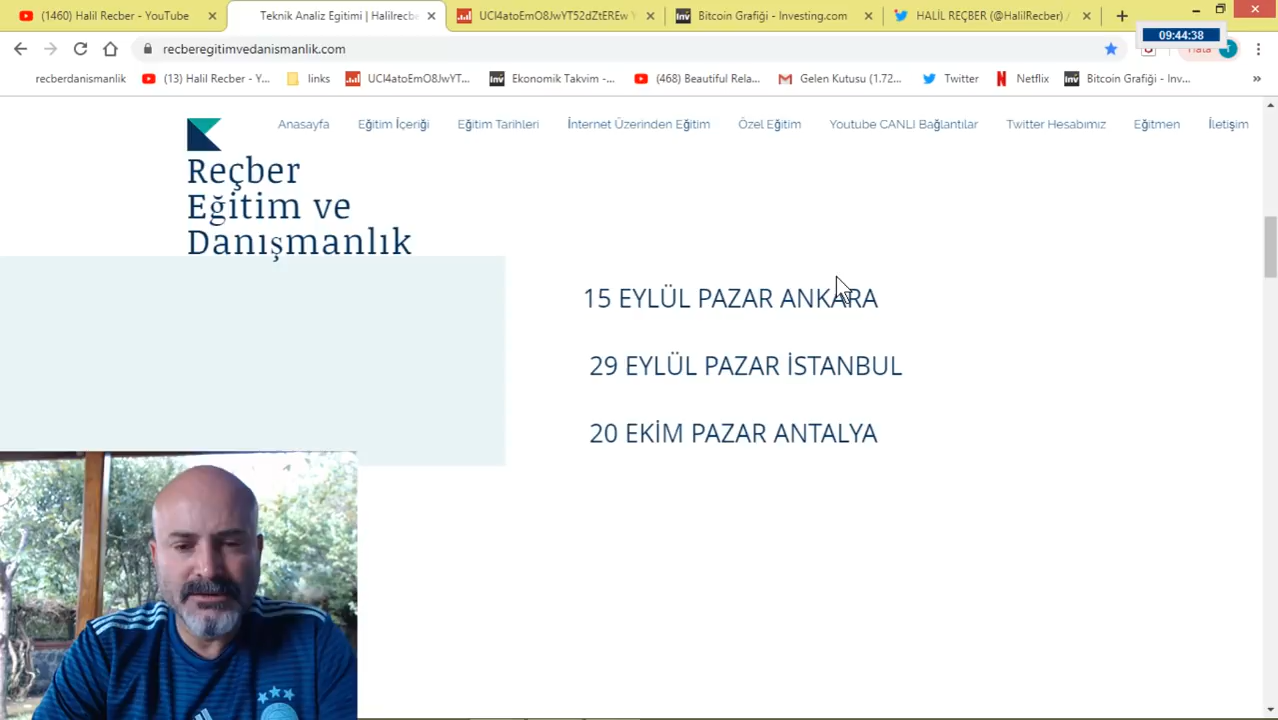 (1460) Halil Recber - YouTube
Teknik Analiz Egitimi | Halilrecbe
UCl4atoEmO8JwYT52dZtEREw Y
Bitcoin Grafiği - Investing.com
HALİL REÇBER (@HalilRecber) /
09:44:38
recberegitimvedanismanlik.com
Hata
recberdanismanlik
(13) Halil Recber - Y...
links
UCl4atoEmO8JwYT...
Ekonomik Takvim -...
(468) Beautiful Rela...
Gelen Kutusu (1.72...
Twitter
Netflix
Bitcoin Grafiği - Inv...
»
Anasayfa
Eğitim İçeriği
Eğitim Tarihleri
İnternet Üzerinden Eğitim
Özel Eğitim
Youtube CANLI Bağlantılar
Twitter Hesabımız
Eğitmen
İletişim
Reçber
Eğitim ve
Danışmanlık
15 EYLÜL PAZAR ANKARA
29 EYLÜL PAZAR İSTANBUL
20 EKİM PAZAR ANTALYA